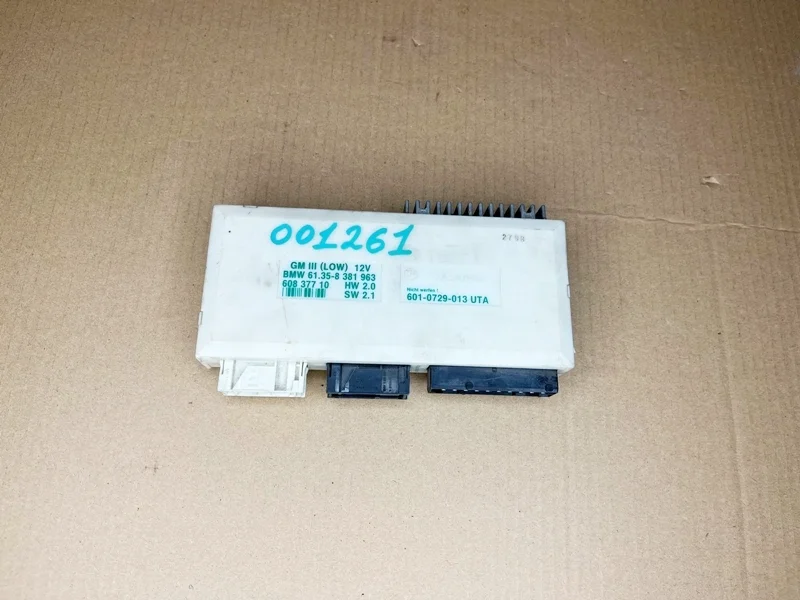 001261
2798
GM III (LOW) 12V
BMW 61.35-8 381 963
608 377 10 HW 2.0
SW 2.1
Nicht werfen !
601-0729-013 UTA